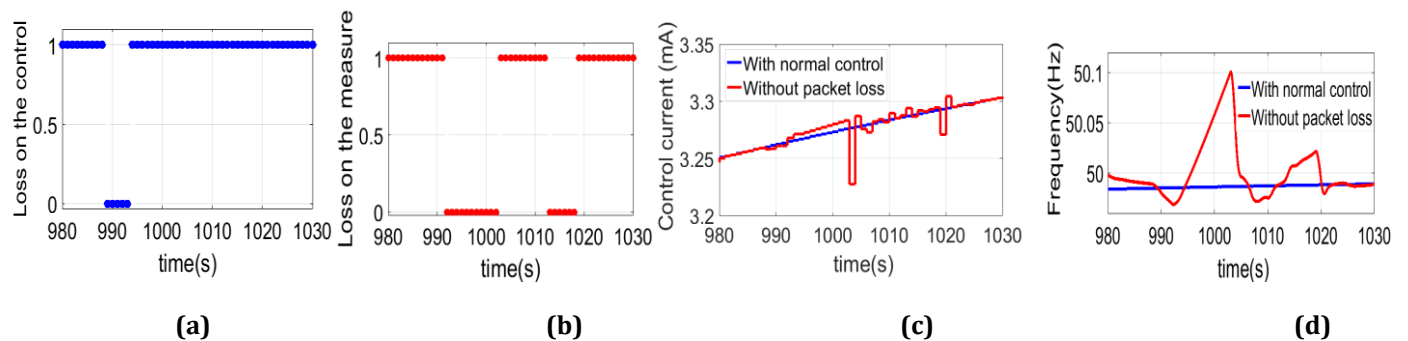 Loss on the control
1
0.5
0
980 990 1000 1010 1020 1030
time(s)
(a)
Loss on the measure
1
0.5
0
980 990 1000 1010 1020 1030
time(s)
(b)
Control current (mA)
3.35
3.3
3.25
3.2
With normal control
Without packet loss
980 990 1000 1010 1020 1030
time(s)
(c)
Frequency(Hz)
50.1
50.05
50
With normal control
Without packet loss
980 990 1000 1010 1020 1030
time(s)
(d)